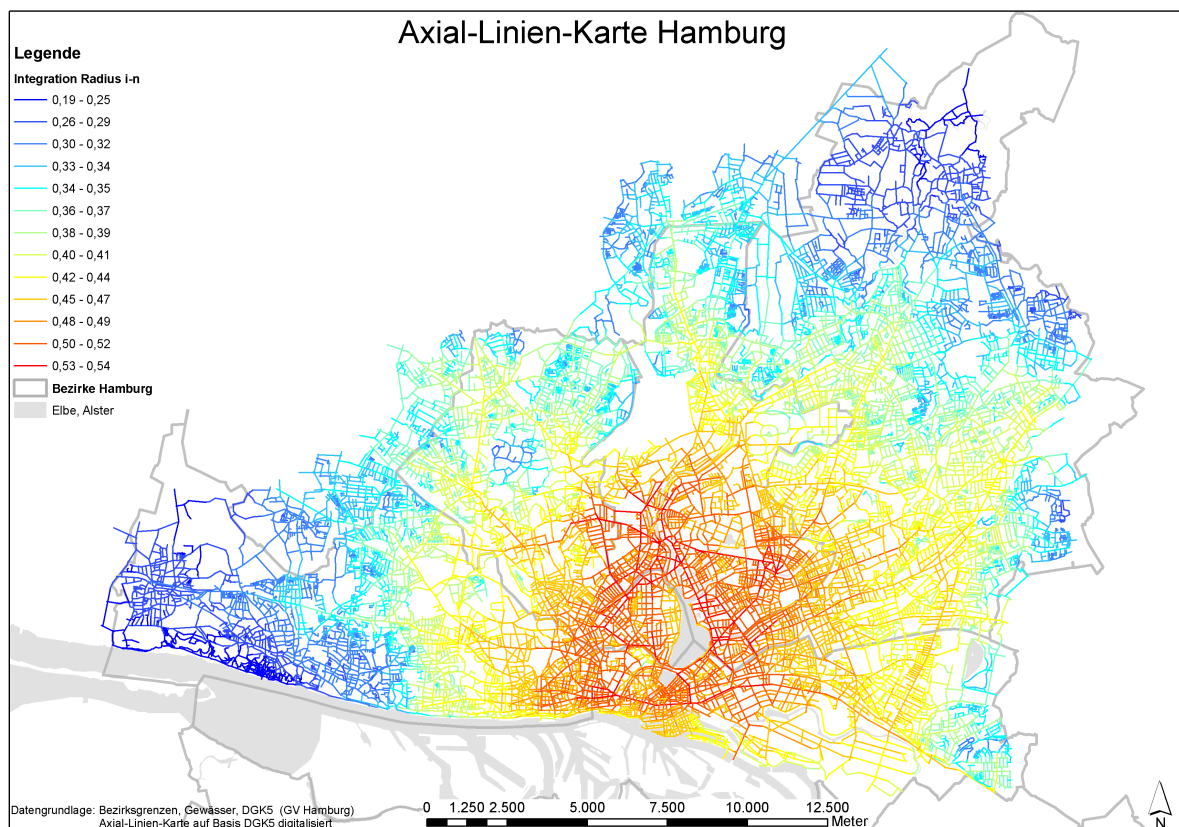 Axial-Linien-Karte Hamburg
Legende
Integration Radius i-n
0,19 - 0,25
0,26 - 0,29
0,30 - 0,32
0,33 - 0,34
0,34 - 0,35
0,36 - 0,37
0,38 - 0,39
0,40 - 0,41
0,42 - 0,44
0,45 - 0,47
0,48 - 0,49
0,50 - 0,52
0,53 - 0,54
Bezirke Hamburg
Elbe, Alster
Datengrundlage: Bezirksgrenzen, Gewässer, DGK5 (GV Hamburg)
Axial-Linien-Karte auf Basis DGK5 digitalisiert
0 1.250 2.500 5.000 7.500 10.000 12.500
Meter
N